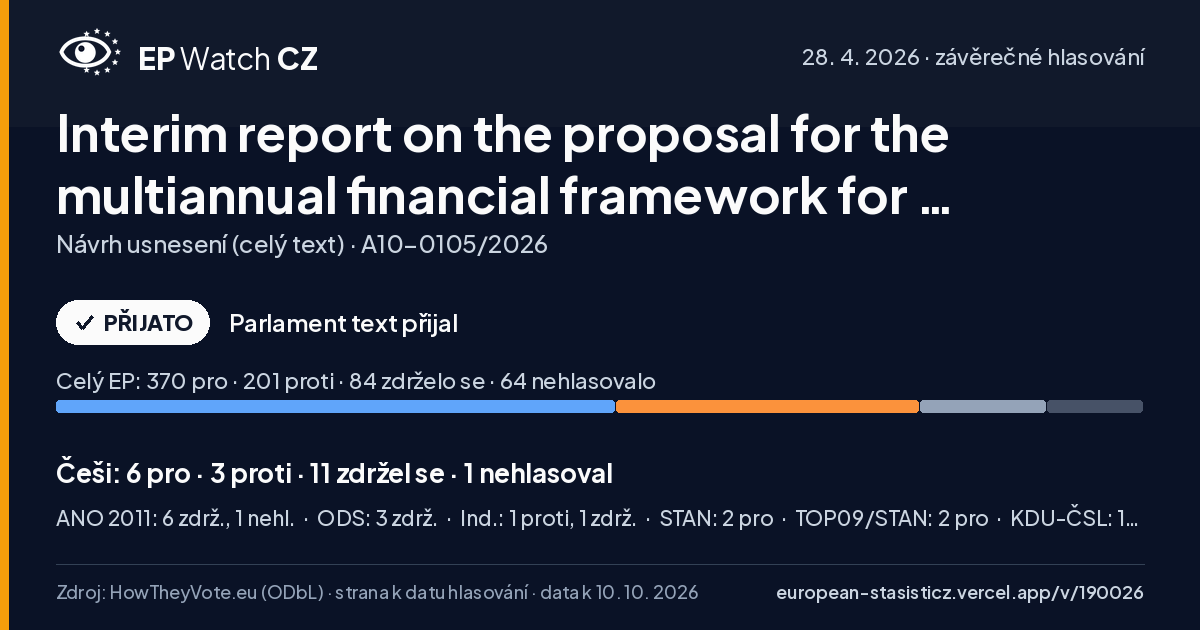 EP Watch CZ
28. 4. 2026 · závěrečné hlasování
Interim report on the proposal for the
multiannual financial framework for …
Návrh usnesení (celý text) · A10–0105/2026
✓ PŘIJATO Parlament text přijal
Celý EP: 370 pro · 201 proti · 84 zdrželo se · 64 nehlasovalo
Češi: 6 pro · 3 proti · 11 zdržel se · 1 nehlasoval
ANO 2011: 6 zdrž., 1 nehl. · ODS: 3 zdrž. · Ind.: 1 proti, 1 zdrž. · STAN: 2 pro · TOP09/STAN: 2 pro · KDU-ČSL: 1…
Zdroj: HowTheyVote.eu (ODbL) · strana k datu hlasování · data k 10. 10. 2026
european-stasisticz.vercel.app/v/190026